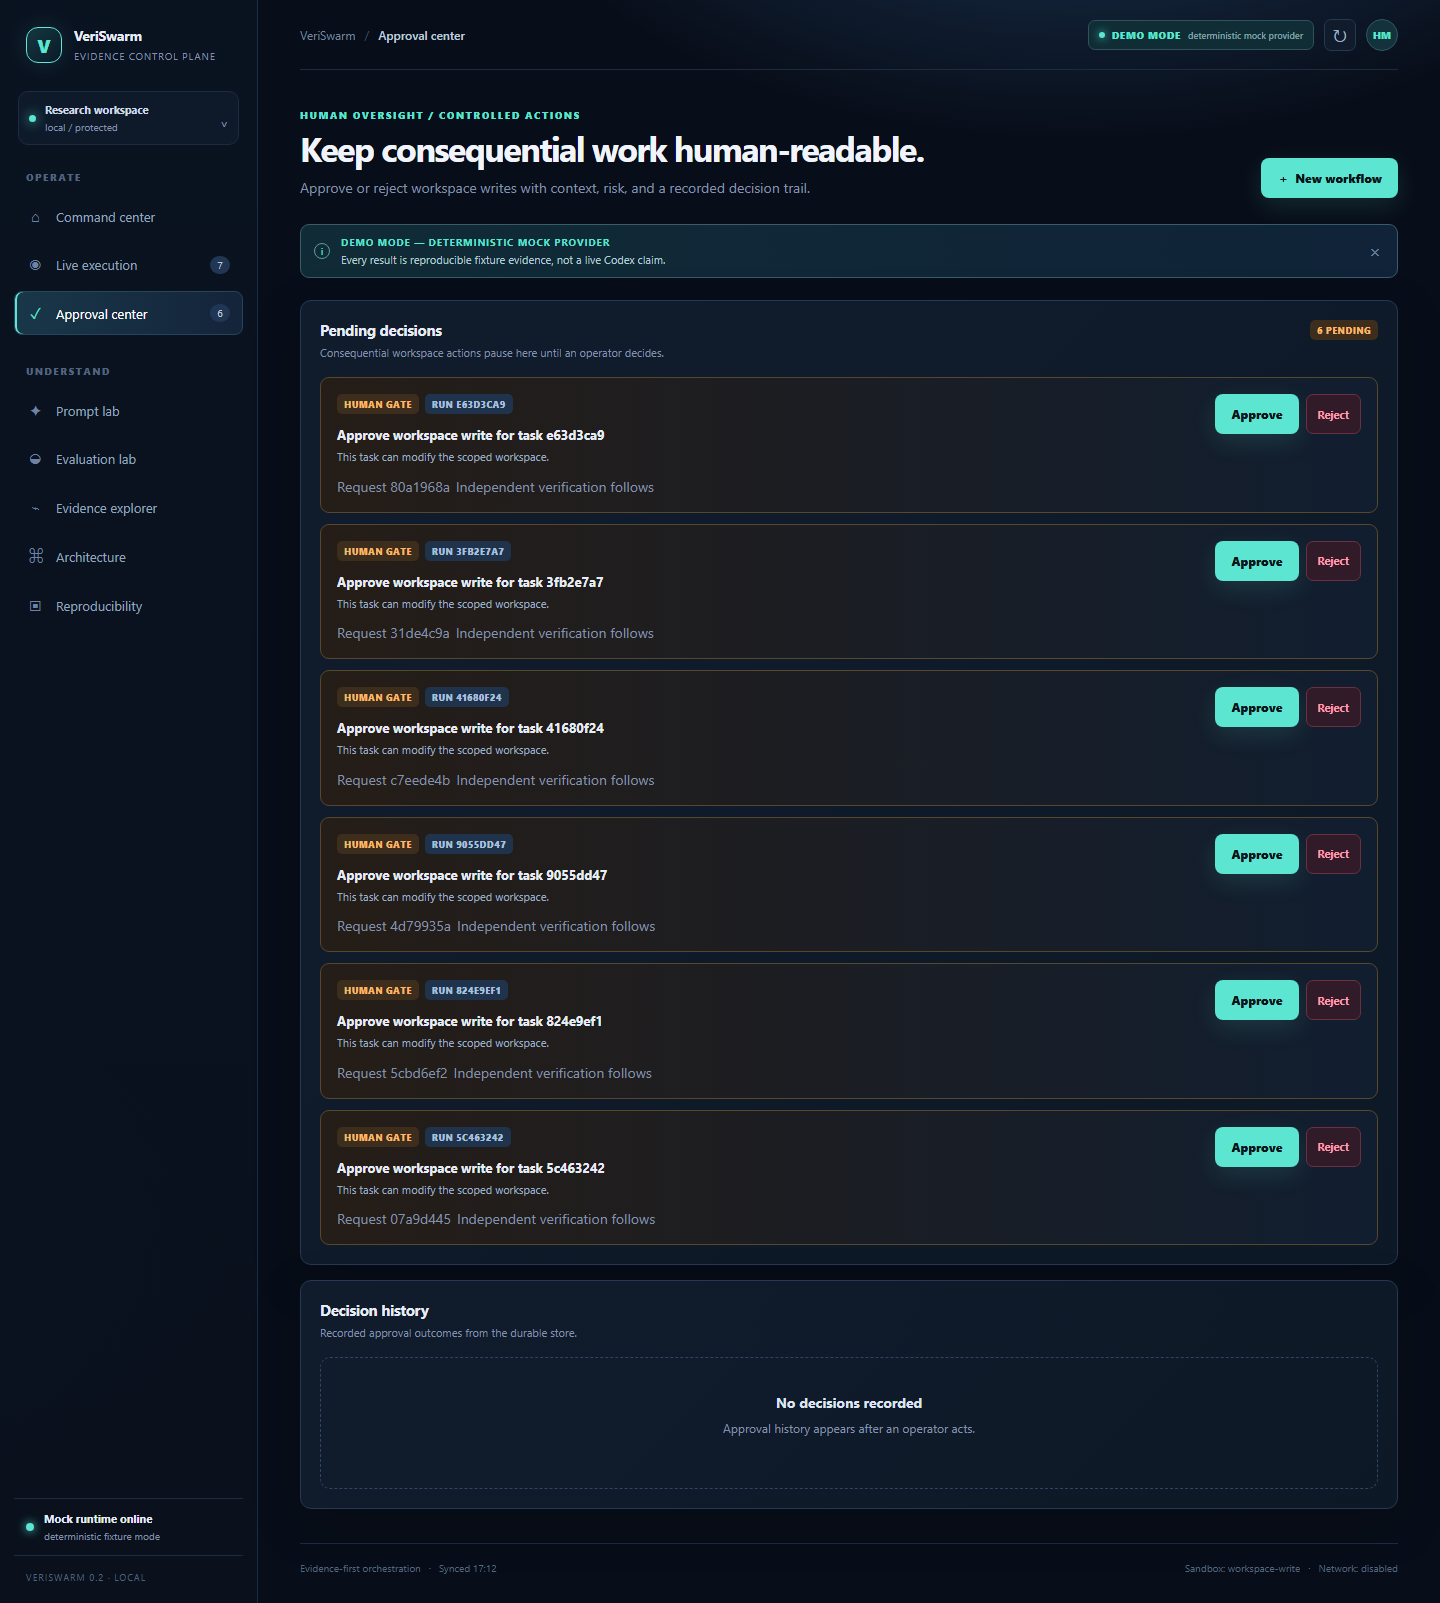 V
VeriSwarm
EVIDENCE CONTROL PLANE
Research workspace
local / protected
OPERATE
Command center
Live execution 7
Approval center 6
UNDERSTAND
Prompt lab
Evaluation lab
Evidence explorer
Architecture
Reproducibility
Mock runtime online
deterministic fixture mode
VERISWARM 0.2 · LOCAL
VeriSwarm / Approval center
DEMO MODE deterministic mock provider
HM
HUMAN OVERSIGHT / CONTROLLED ACTIONS
Keep consequential work human-readable.
Approve or reject workspace writes with context, risk, and a recorded decision trail.
+ New workflow
DEMO MODE — DETERMINISTIC MOCK PROVIDER
Every result is reproducible fixture evidence, not a live Codex claim.
Pending decisions
6 PENDING
Consequential workspace actions pause here until an operator decides.
HUMAN GATE RUN E63D3CA9
Approve workspace write for task e63d3ca9
This task can modify the scoped workspace.
Request 80a1968a Independent verification follows
Approve Reject
HUMAN GATE RUN 3FB2E7A7
Approve workspace write for task 3fb2e7a7
This task can modify the scoped workspace.
Request 31de4c9a Independent verification follows
Approve Reject
HUMAN GATE RUN 41680F24
Approve workspace write for task 41680f24
This task can modify the scoped workspace.
Request c7eede4b Independent verification follows
Approve Reject
HUMAN GATE RUN 9055DD47
Approve workspace write for task 9055dd47
This task can modify the scoped workspace.
Request 4d79935a Independent verification follows
Approve Reject
HUMAN GATE RUN 824E9EF1
Approve workspace write for task 824e9ef1
This task can modify the scoped workspace.
Request 5cbd6ef2 Independent verification follows
Approve Reject
HUMAN GATE RUN 5C463242
Approve workspace write for task 5c463242
This task can modify the scoped workspace.
Request 07a9d445 Independent verification follows
Approve Reject
Decision history
Recorded approval outcomes from the durable store.
No decisions recorded
Approval history appears after an operator acts.
Evidence-first orchestration · Synced 17:12
Sandbox: workspace-write · Network: disabled